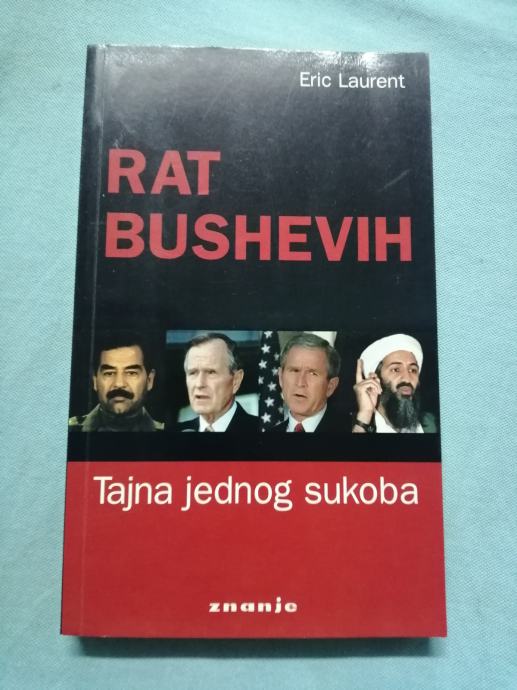 Eric Laurent
RAT
BUSHEVIH
Tajna jednog sukoba
znanje